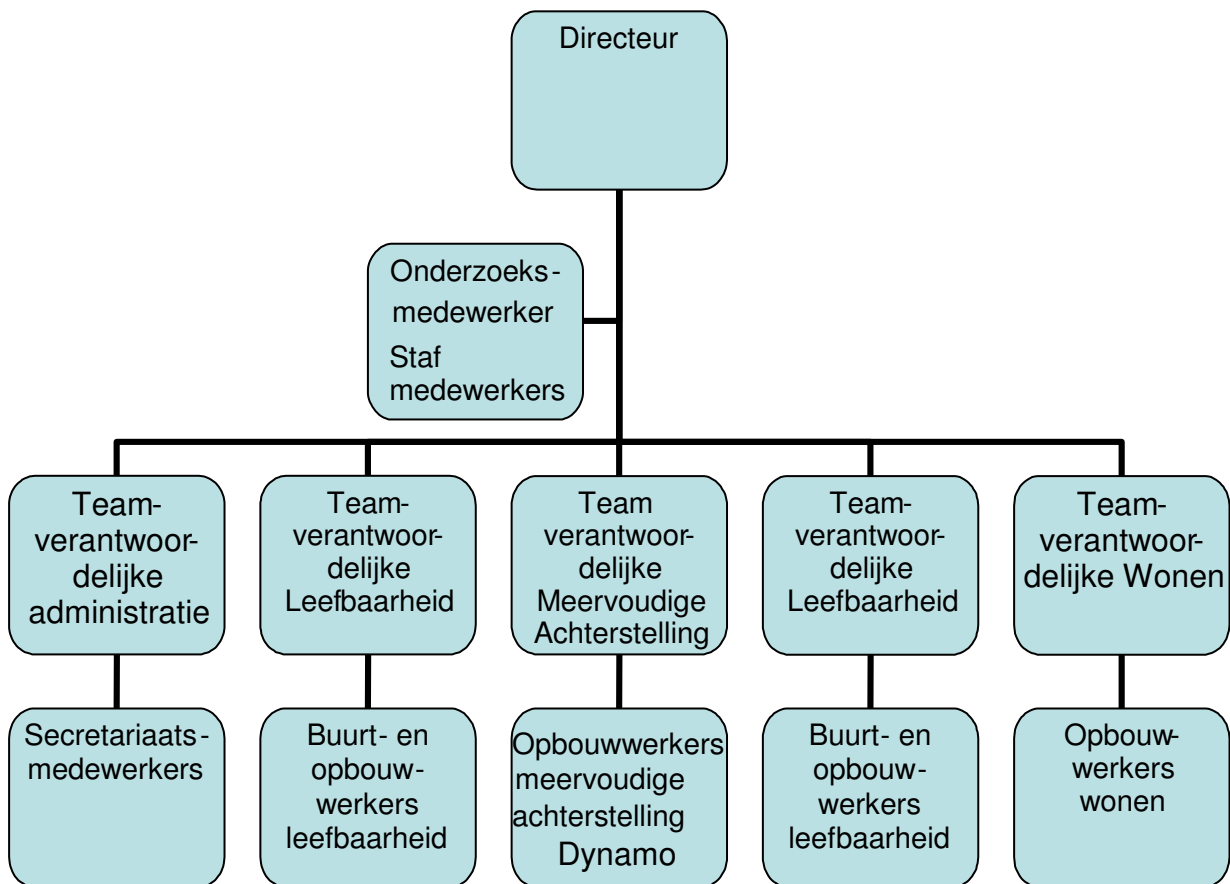 Directeur
Onderzoeks-
medewerker
Staf
medewerkers
Team-
verantwoor-
delijke
administratie
Team-
verantwoor-
delijke
Leefbaarheid
Team
verantwoor-
delijke
Meervoudige
Achterstelling
Team-
verantwoor-
delijke
Leefbaarheid
Team-
verantwoor-
delijke Wonen
Secretariaats-
medewerkers
Buurt- en
opbouw-
werkers
leefbaarheid
Opbouwwerkers
meervoudige
achterstelling
Dynamo
Buurt- en
opbouw-
werkers
leefbaarheid
Opbouw-
werkers
wonen